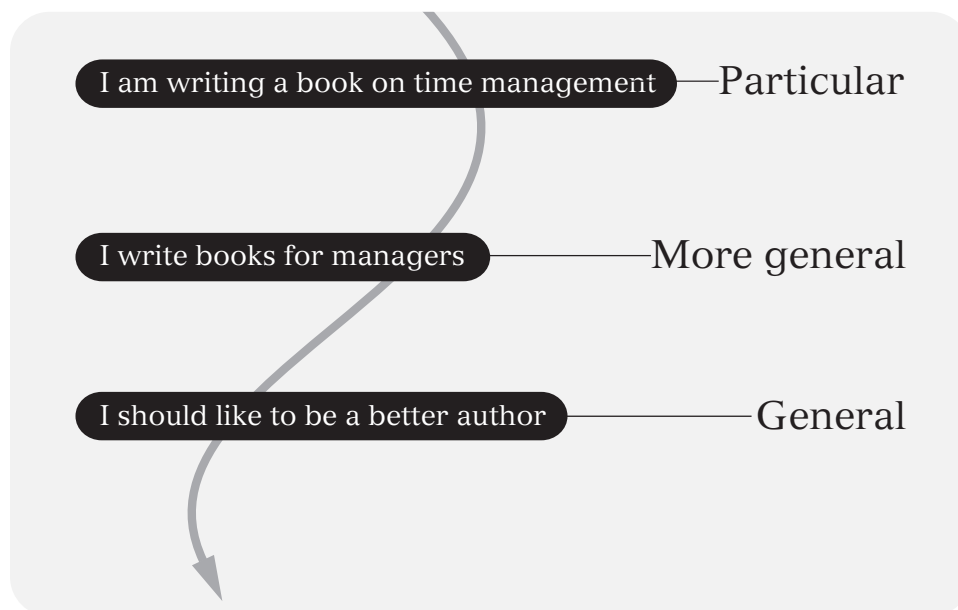 I am writing a book on time management Particular
I write books for managers More general
I should like to be a better author General